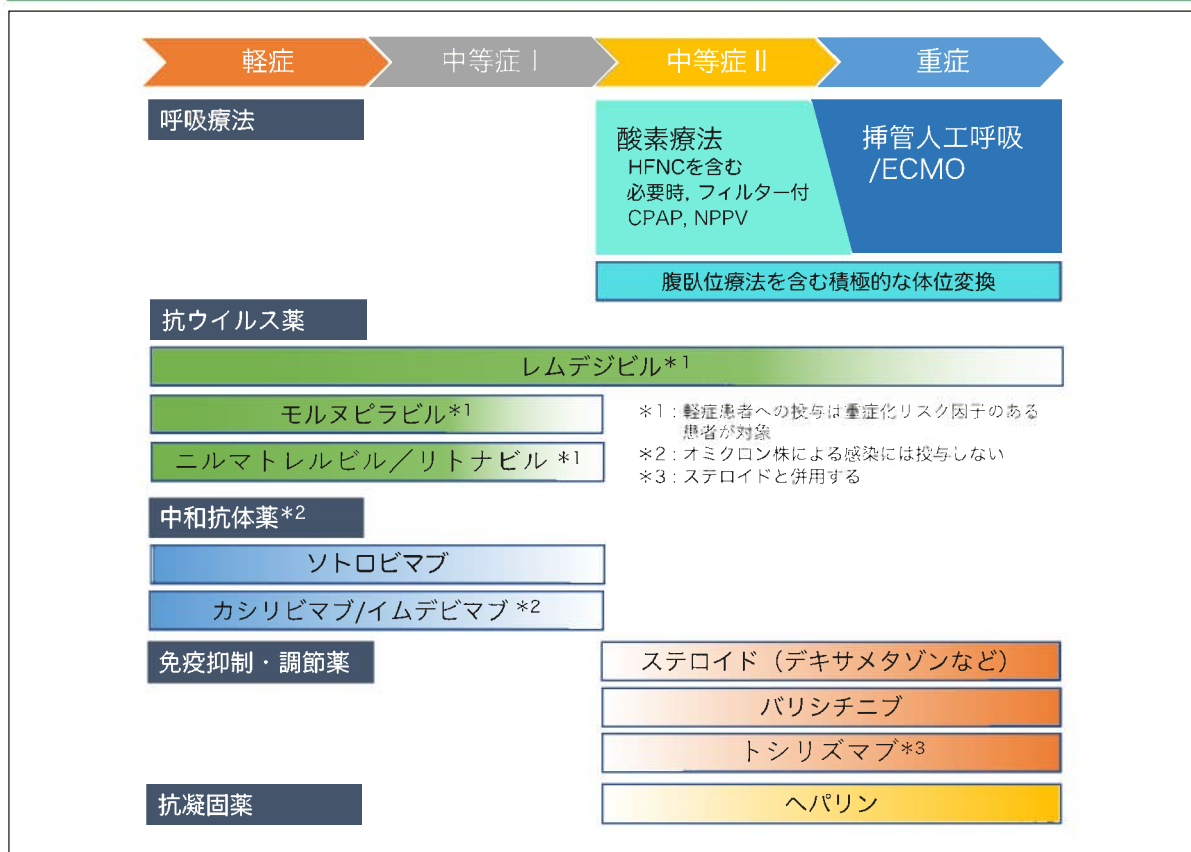 軽症
中等症Ⅰ
中等症Ⅱ
重症
呼吸療法
酸素療法
HFNCを含む
必要時, フィルター付
CPAP, NPPV
挿管人工呼吸
/ECMO
腹臥位療法を含む積極的な体位変換
抗ウイルス薬
レムデジビル*1
モルヌピラビル*1
ニルマトレルビル／リトナビル *1
*1：軽症患者への投与は重症化リスク因子のある
患者が対象
*2：オミクロン株による感染には投与しない
*3：ステロイドと併用する
中和抗体薬*2
ソトロビマブ
カシリビマブ/イムデビマブ *2
免疫抑制・調節薬
ステロイド（デキサメタゾンなど）
バリシチニブ
トシリズマブ*3
抗凝固薬
ヘパリン